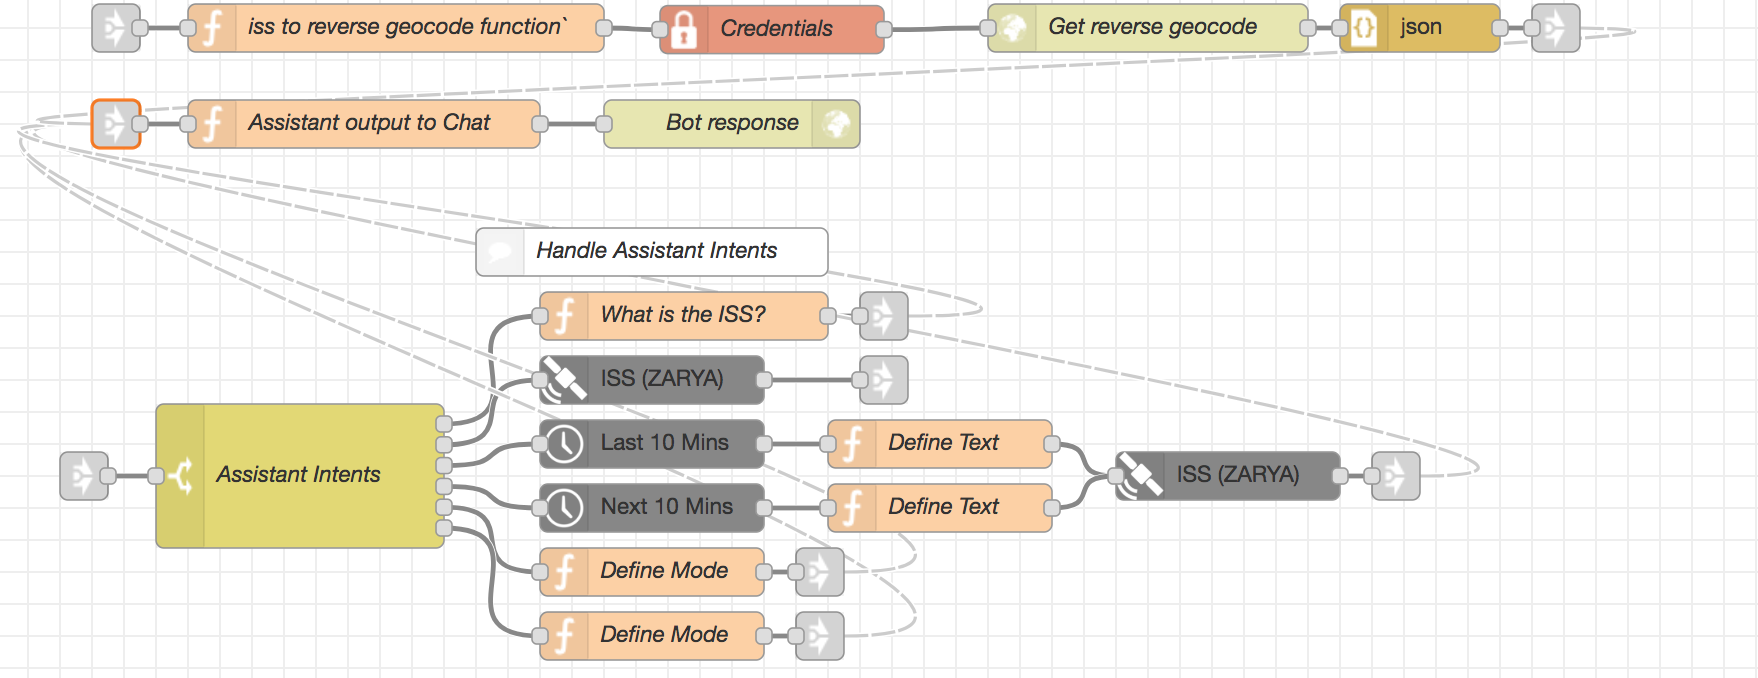 iss to reverse geocode function`
Credentials
Get reverse geocode
json
Assistant output to Chat
Bot response
Handle Assistant Intents
What is the ISS?
ISS (ZARYA)
Last 10 Mins
Define Text
Assistant Intents
ISS (ZARYA)
Next 10 Mins
Define Text
Define Mode
Define Mode